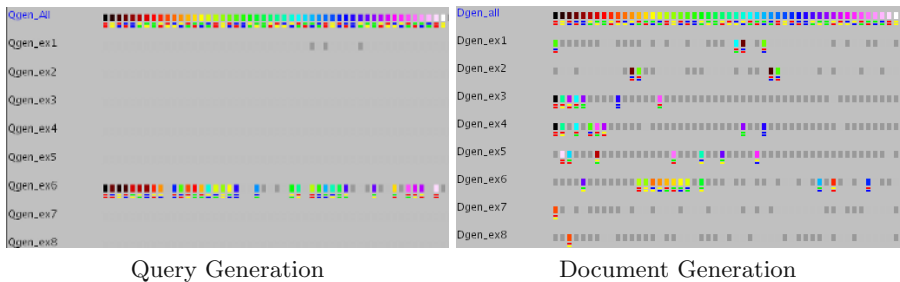 Qgen_All
Qgen_ex1
Qgen_ex2
Qgen_ex3
Qgen_ex4
Qgen_ex5
Qgen_ex6
Qgen_ex7
Qgen_ex8
Query Generation
Dgen_all
Dgen_ex1
Dgen_ex2
Dgen_ex3
Dgen_ex4
Dgen_ex5
Dgen_ex6
Dgen_ex7
Dgen_ex8
Document Generation